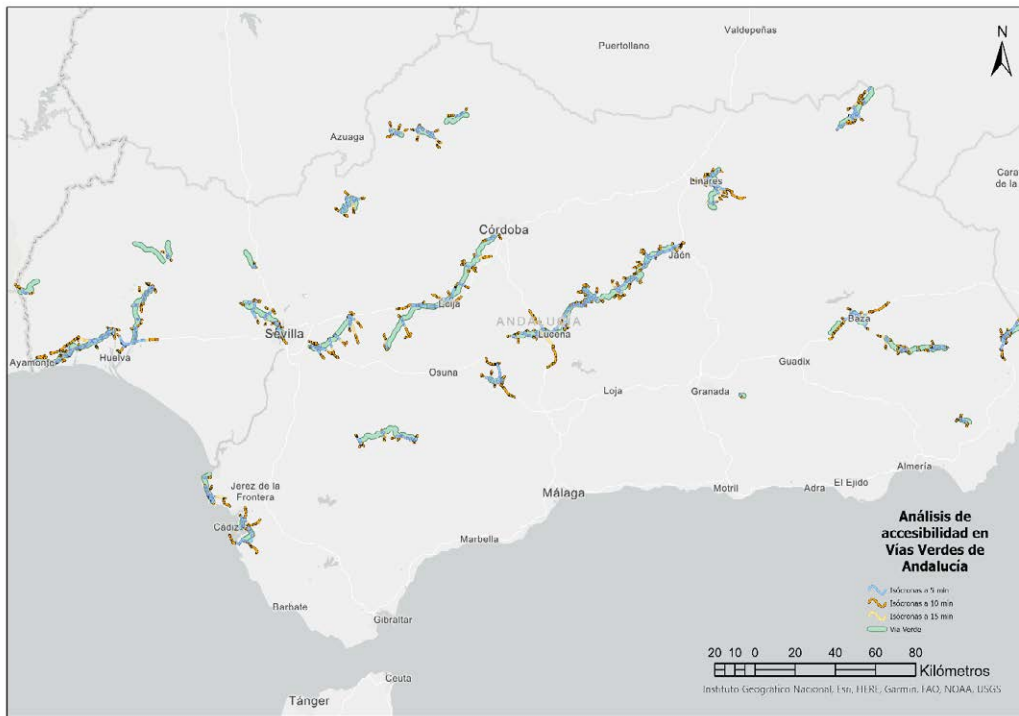 Valdepeñas
N
Puertollano
Azuaga
Linares
Cara
de la
Córdoba
Jaén
Ecija
ANDALUCÍA
Lucena
Sevilla
Baza
Ayamonte
Huelva
Osuna
Guadix
Loja
Granada
Almería
Jerez de la
Frontera
Málaga
Motril
Adra
El Ejido
Cádiz
Marbella
Análisis de
accesibilidad en
Vías Verdes de
Andalucía
Barbate
Isócronas a 5 min
Isócronas a 10 min
Isócronas a 15 min
Vía Verde
Gibraltar
20 10 0 20 40 60 80
Kilómetros
Ceuta
Instituto Geográfico Nacional, Esri, HERE, Garmin, FAO, NOAA, USGS
Tánger